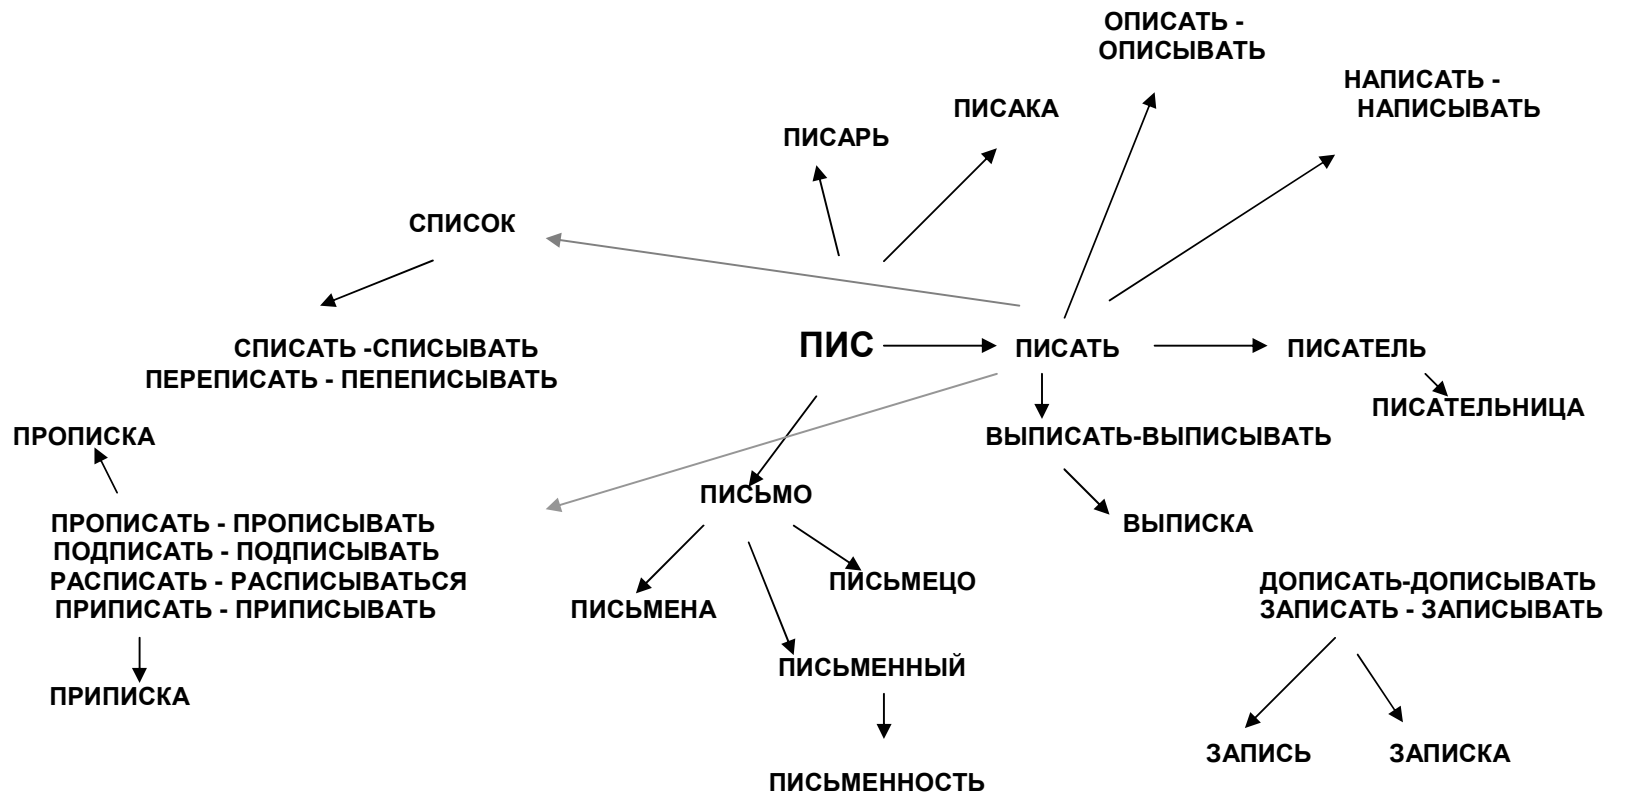 ОПИСАТЬ -
ОПИСЫВАТЬ
НАПИСАТЬ -
НАПИСЫВАТЬ
ПИСАКА
ПИСАРЬ
СПИСОК
СПИСАТЬ -СПИСЫВАТЬ
ПЕРЕПИСАТЬ - ПЕПЕПИСЫВАТЬ
ПИС
ПИСАТЬ
ПИСАТЕЛЬ
ПИСАТЕЛЬНИЦА
ПРОПИСКА
ВЫПИСАТЬ-ВЫПИСЫВАТЬ
ПИСЬМО
ВЫПИСКА
ПРОПИСАТЬ - ПРОПИСЫВАТЬ
ПОДПИСАТЬ - ПОДПИСЫВАТЬ
РАСПИСАТЬ - РАСПИСЫВАТЬСЯ
ПРИПИСАТЬ - ПРИПИСЫВАТЬ
ПИСЬМЕНА
ПИСЬМЕЦО
ДОПИСАТЬ-ДОПИСЫВАТЬ
ЗАПИСАТЬ - ЗАПИСЫВАТЬ
ПИСЬМЕННЫЙ
ПРИПИСКА
ЗАПИСЬ
ЗАПИСКА
ПИСЬМЕННОСТЬ